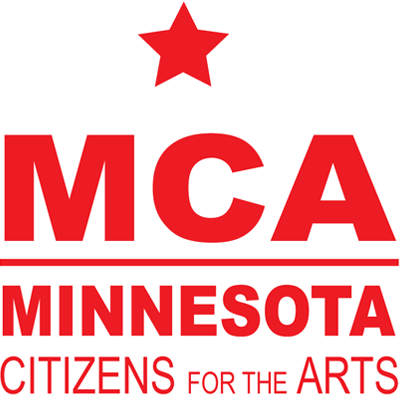 MCA
MINNESOTA
CITIZENS FOR THE ARTS